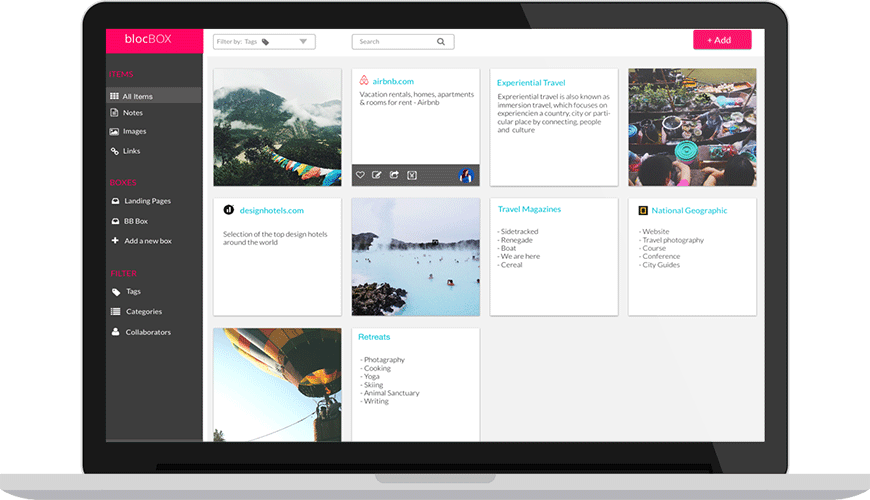 blocBOX
Filter by: Tags
Search
+ Add
ITEMS
All Items
Notes
Images
Links
BOXES
Landing Pages
BB Box
Add a new box
FILTER
Tags
Categories
Collaborators
airbnb.com
Vacation rentals, homes, apartments
& rooms for rent - Airbnb
Experiential Travel
Expreriential travel is also known as
immersion travel, which focuses on
experiencien a country, city or parti-
cular place by connecting, people
and culture
designhotels.com
Selection of the top design hotels
around the world
Travel Magazines
- Sidetracked
- Renegade
- Boat
- We are here
- Cereal
National Geographic
- Website
- Travel photography
- Course
- Conference
- City Guides
Retreats
- Photagraphy
- Cooking
- Yoga
- Skiing
- Animal Sanctuary
- Writing